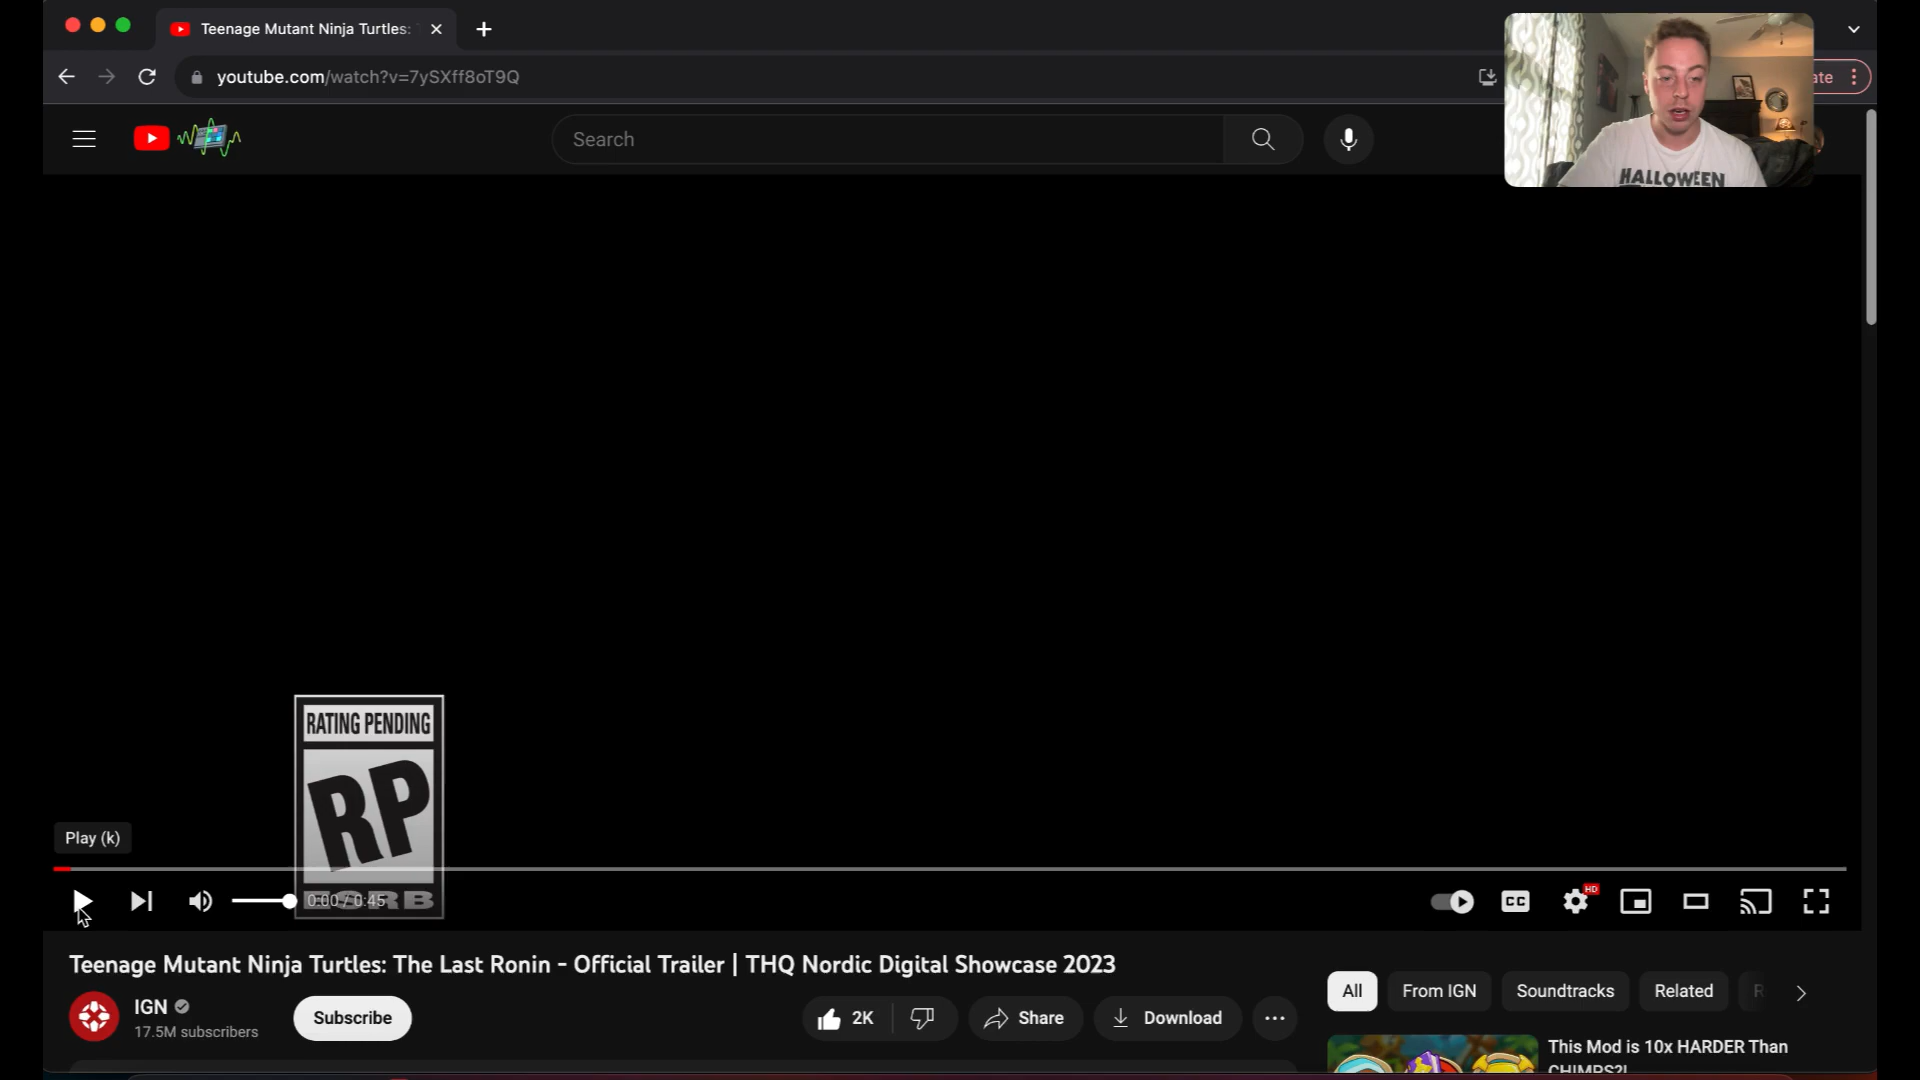 Teenage Mutant Ninja Turtles:
youtube.com/watch?v=7ySXff8oT9Q
Search
HALLOWEEN
RATING PENDING
RP
ESRB
Play (k)
0:00 / 0:45
CC
HD
Teenage Mutant Ninja Turtles: The Last Ronin - Official Trailer | THQ Nordic Digital Showcase 2023
IGN
17.5M subscribers
Subscribe
2K
Share
Download
All
From IGN
Soundtracks
Related
This Mod is 10x HARDER Than
CHIMPS?!